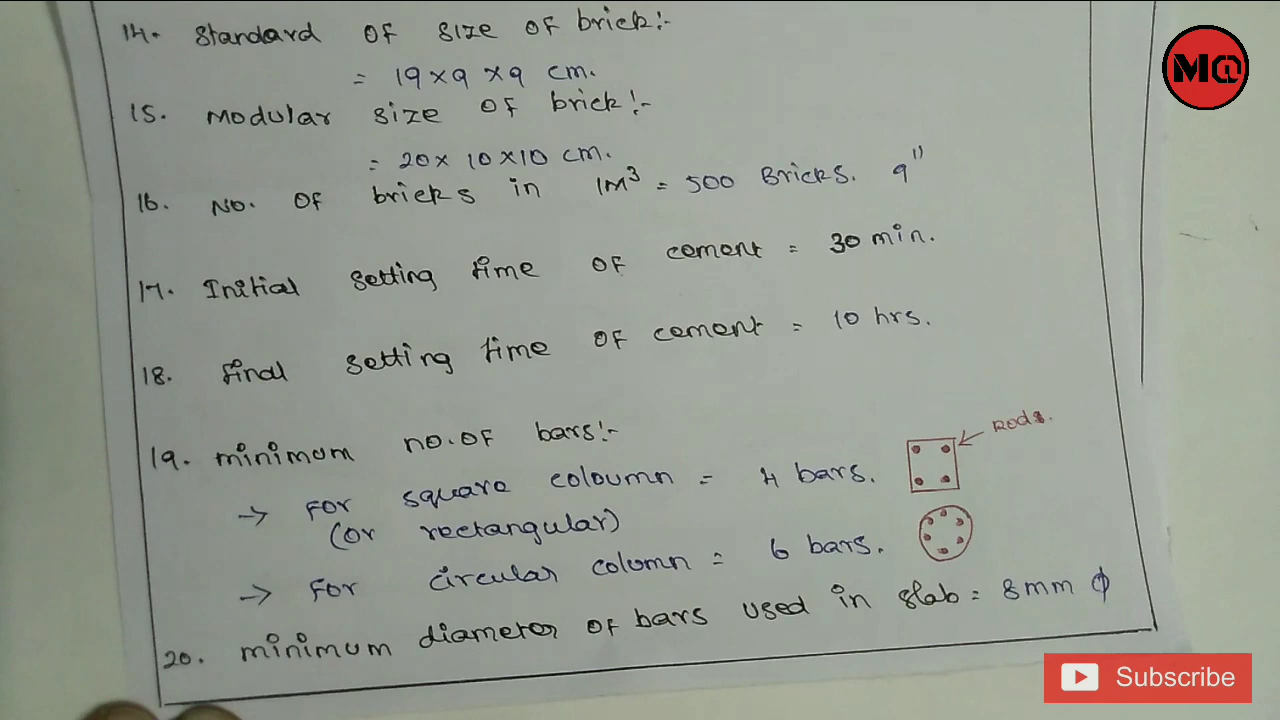 14. Standard OF SIZE OF brick:-
= 19 x 9 x 9 cm.
15. Modular size OF brick:-
= 20 x 10 x 10 cm.
16. NO. OF bricks in 1M³ = 500 Bricks. 9"
17. Initial setting time OF cement = 30 min.
18. final setting time OF cement = 10 hrs.
19. minimum no. OF bars:-
→ For square coloumn = 4 bars.
(or rectangular)
Rods.
→ For circular column = 6 bars.
20. minimum diameter OF bars used in slab = 8mm ϕ
M@
Subscribe